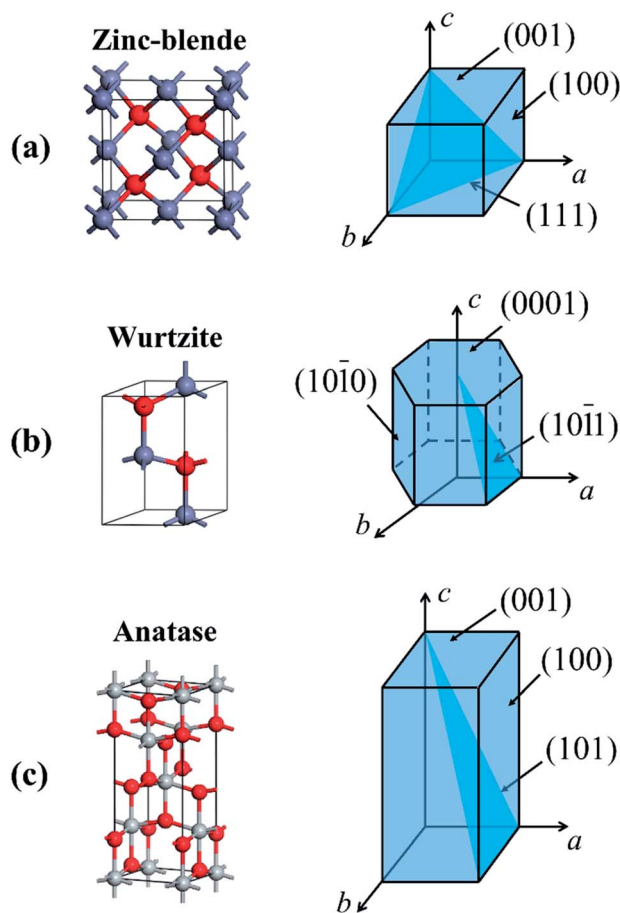 Zinc-blende
(a)
c
(001)
(100)
a
(111)
b
Wurtzite
(b)
c
(0001)
(101̄0)
(101̄1)
a
b
Anatase
(c)
c
(001)
(100)
(101)
a
b